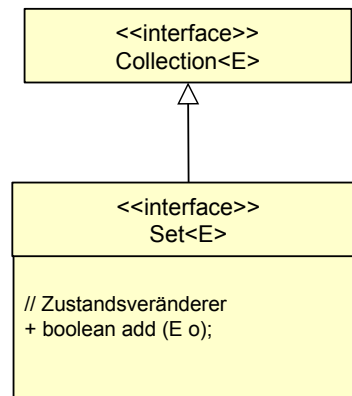 <<interface>>
Collection<E>
<<interface>>
Set<E>
// Zustandsveränderer
+ boolean add (E o);